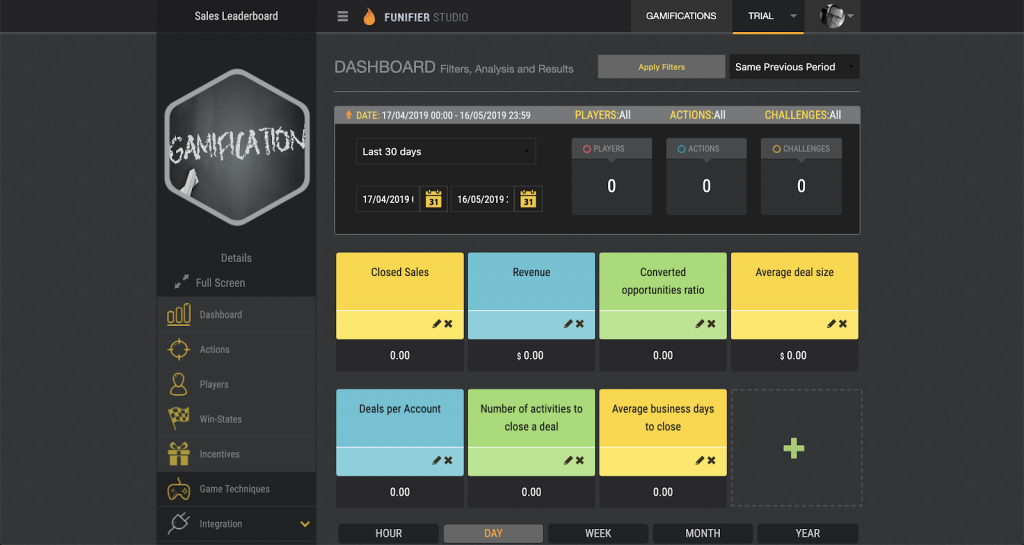 Sales Leaderboard
FUNIFIER STUDIO
GAMIFICATIONS
TRIAL
GAMIFICATION
Details
Full Screen
Dashboard
Actions
Players
Win-States
Incentives
Game Techniques
Integration
DASHBOARD Filters, Analysis and Results
Apply Filters
Same Previous Period
DATE: 17/04/2019 00:00 - 16/05/2019 23:59
PLAYERS:All
ACTIONS:All
CHALLENGES:All
Last 30 days
17/04/2019
31
16/05/2019
31
PLAYERS
0
ACTIONS
0
CHALLENGES
0
Closed Sales
0.00
Revenue
$ 0.00
Converted
opportunities ratio
0.00
Average deal size
$ 0.00
Deals per Account
0.00
Number of activities to
close a deal
0.00
Average business days
to close
0.00
HOUR
DAY
WEEK
MONTH
YEAR